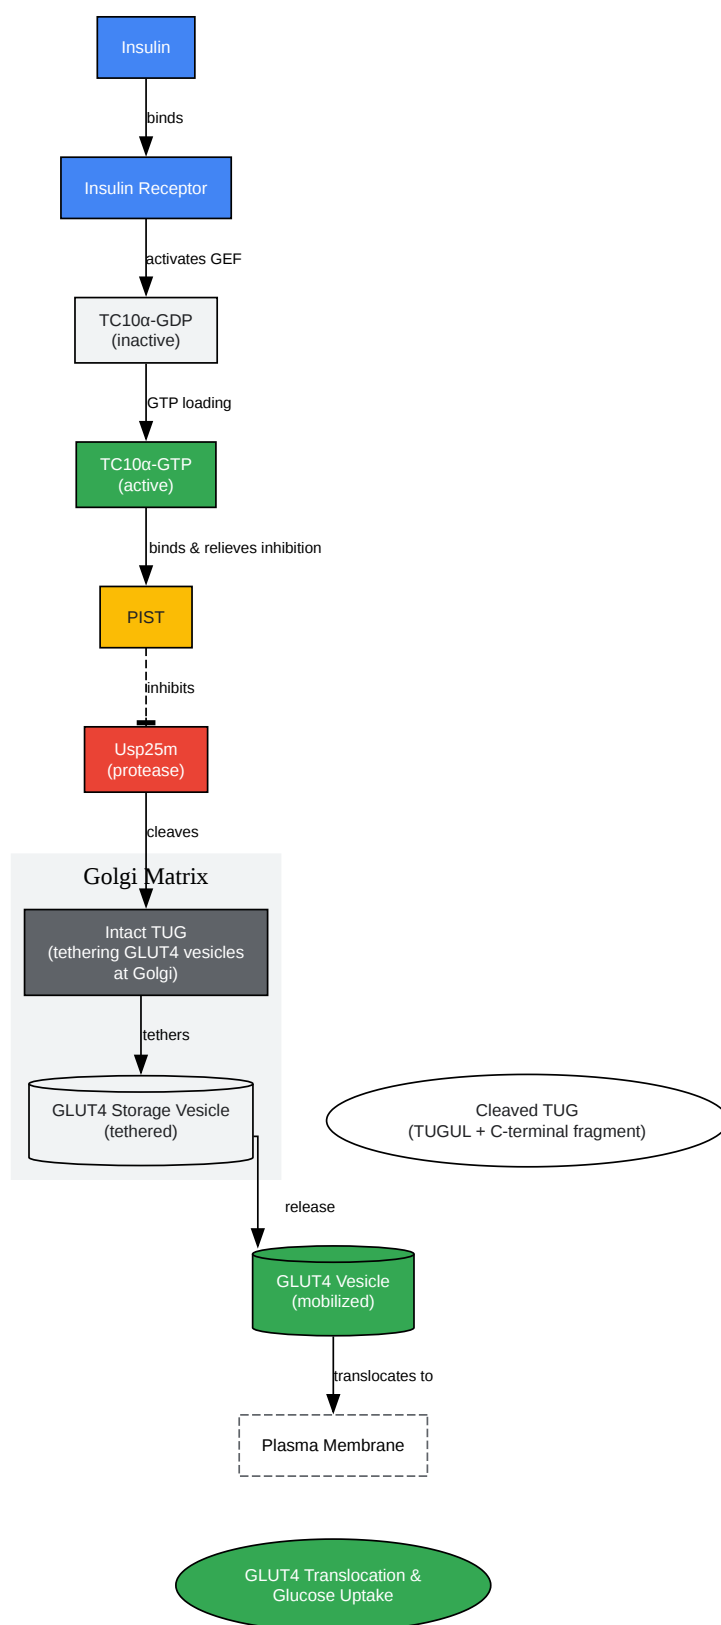 Insulin
binds
Insulin Receptor
activates GEF
TC10α-GDP
(inactive)
GTP loading
TC10α-GTP
(active)
binds & relieves inhibition
PIST
inhibits
Usp25m
(protease)
cleaves
Golgi Matrix
Intact TUG
(tethering GLUT4 vesicles
at Golgi)
tethers
GLUT4 Storage Vesicle
(tethered)
Cleaved TUG
(TUGUL + C-terminal fragment)
release
GLUT4 Vesicle
(mobilized)
translocates to
Plasma Membrane
GLUT4 Translocation &
Glucose Uptake